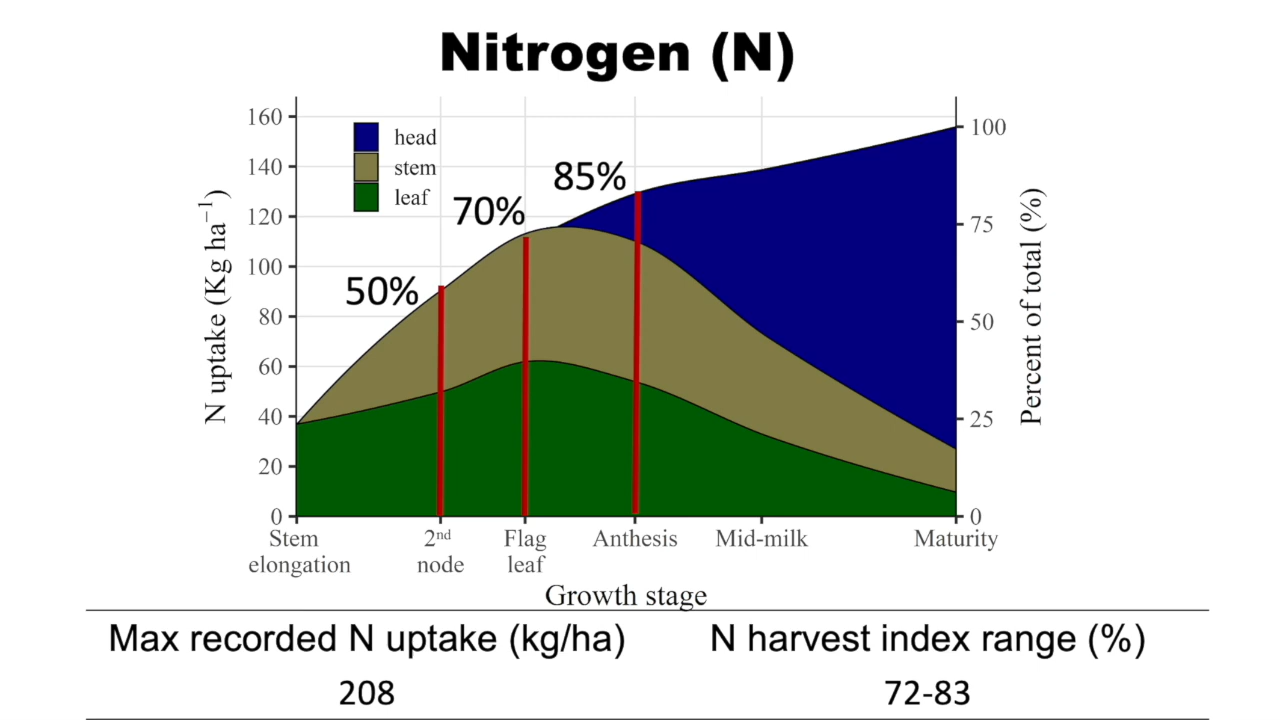 Nitrogen (N)
160
140
120
100
80
60
40
20
0
N uptake (Kg ha⁻¹)
head
stem
leaf
50%
70%
85%
100
75
50
25
0
Percent of total (%)
Stem elongation
2ⁿᵈ node
Flag leaf
Anthesis
Mid-milk
Maturity
Growth stage
Max recorded N uptake (kg/ha)
N harvest index range (%)
208
72-83